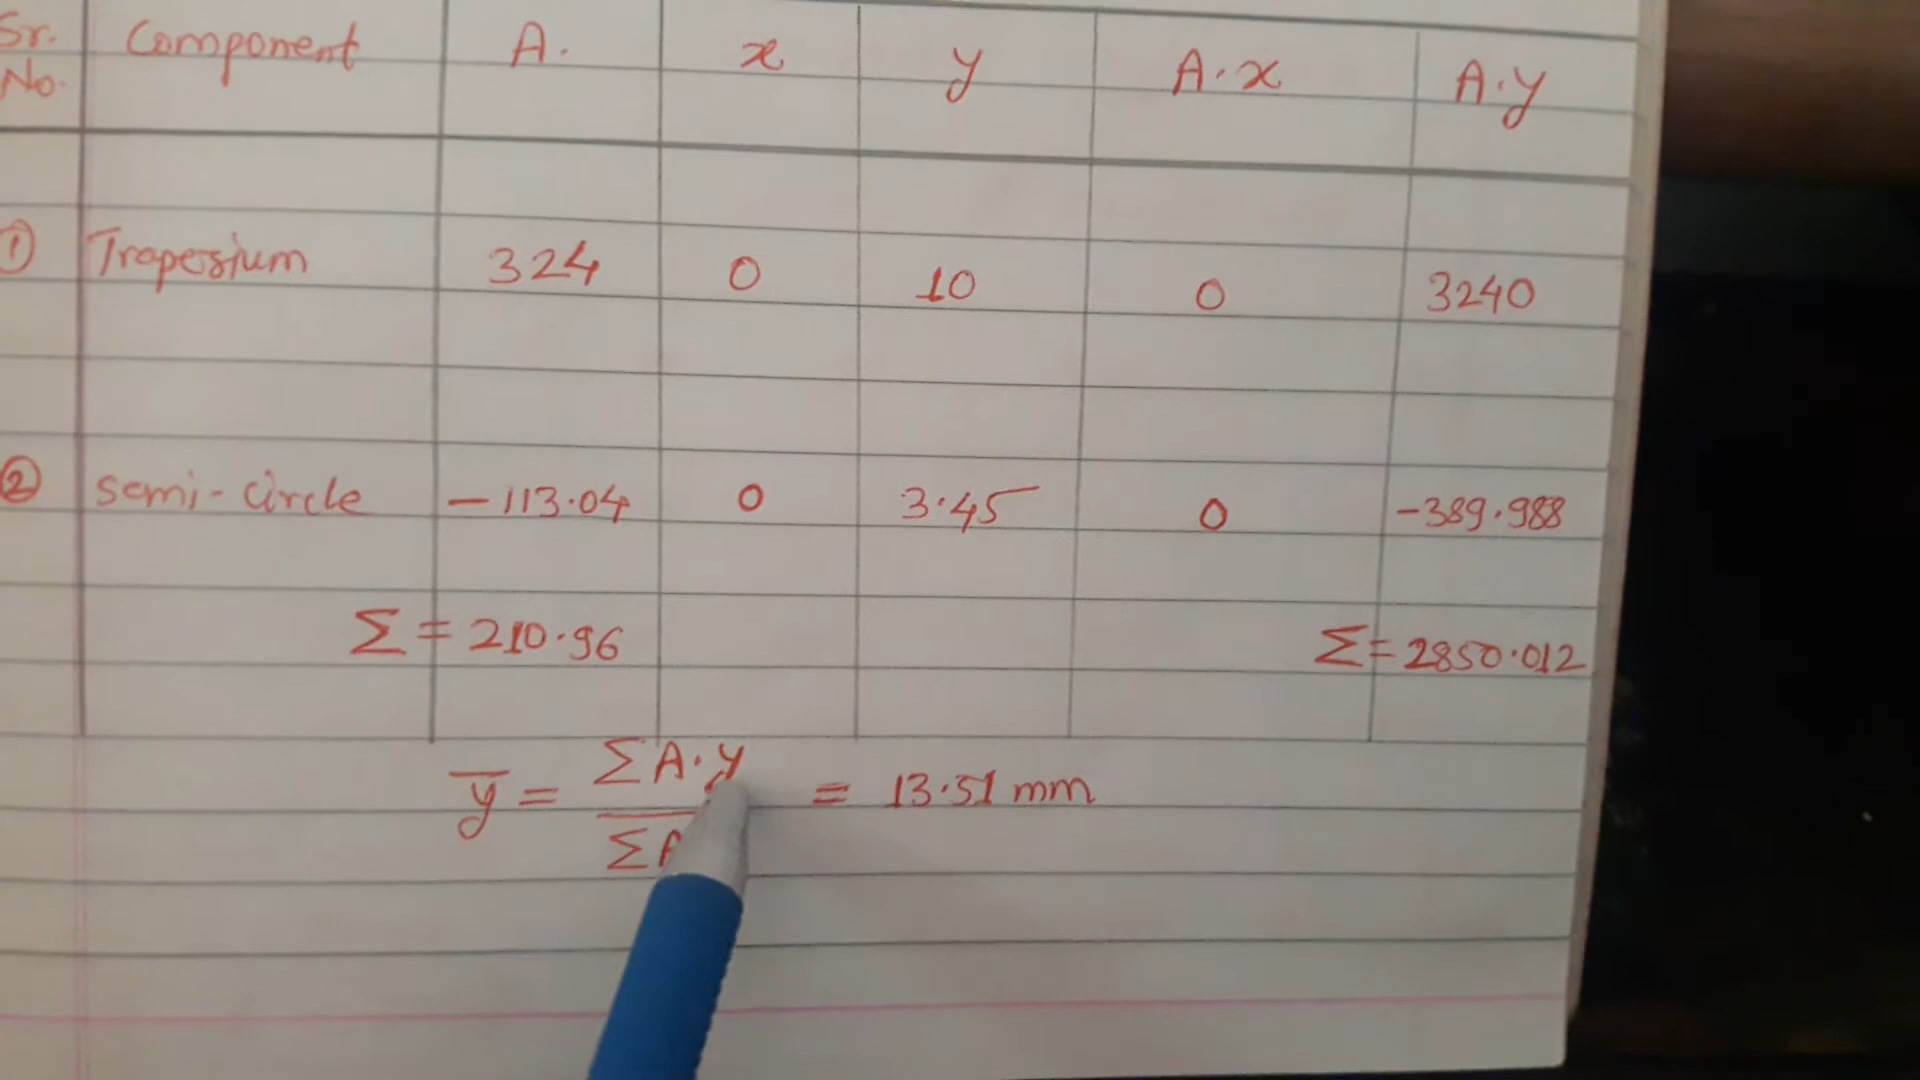 Sr. No. Component A. x y A·x A·y
① Trapesium 324 0 10 0 3240
② Semi-Circle -113.04 0 3.45 0 -389.988
Σ = 210.96 Σ = 2850.012
y̅ = ΣA·y / ΣA = 13.51 mm